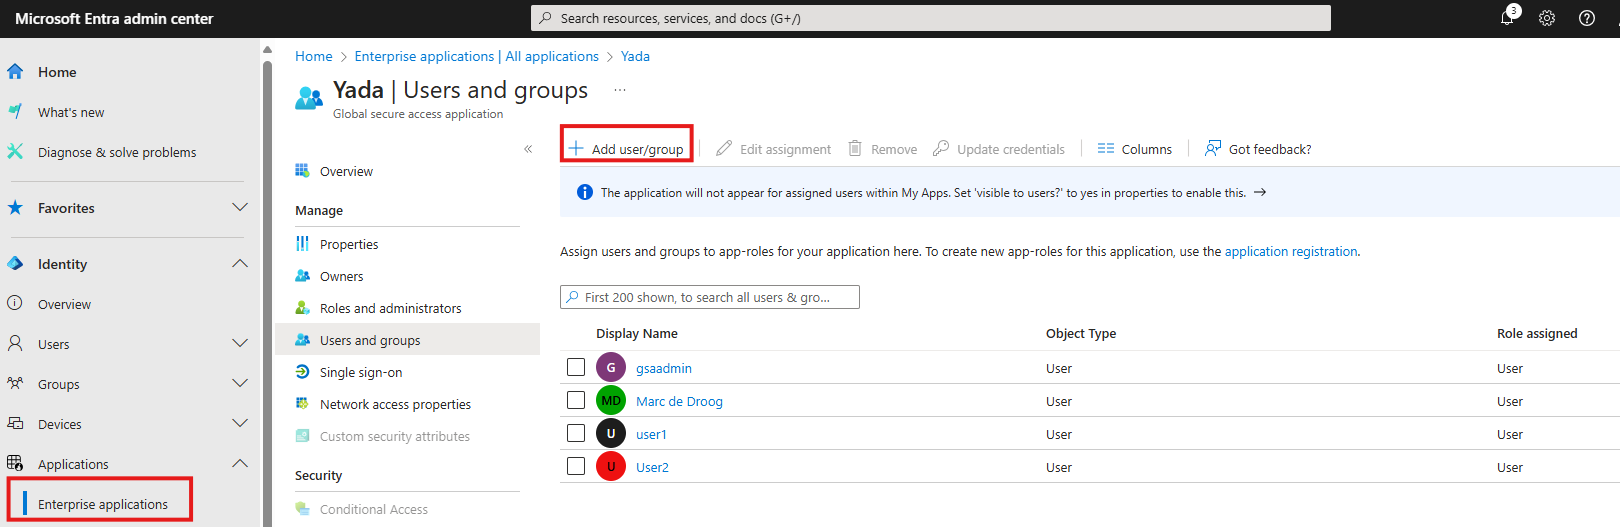 Microsoft Entra admin center
Search resources, services, and docs (G+/)
3
Home
What's new
Diagnose & solve problems
Favorites
Identity
Overview
Users
Groups
Devices
Applications
Enterprise applications
Home > Enterprise applications | All applications > Yada
Yada | Users and groups ...
Global secure access application
«
Overview
Manage
Properties
Owners
Roles and administrators
Users and groups
Single sign-on
Network access properties
Custom security attributes
Security
Conditional Access
Add user/group Edit assignment Remove Update credentials Columns Got feedback?
The application will not appear for assigned users within My Apps. Set 'visible to users?' to yes in properties to enable this. →
Assign users and groups to app-roles for your application here. To create new app-roles for this application, use the application registration.
First 200 shown, to search all users & gro...
Display Name Object Type Role assigned
G gsaadmin User User
MD Marc de Droog User User
U user1 User User
U User2 User User